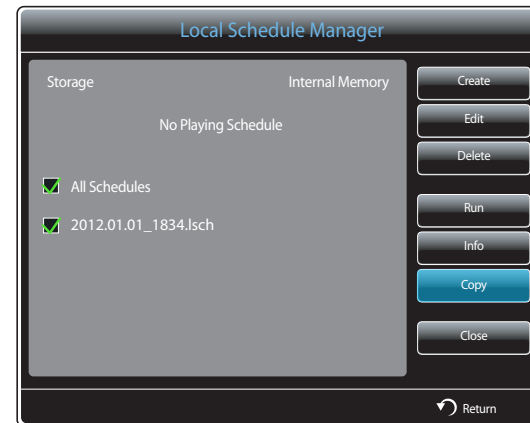 Local Schedule Manager
Storage Internal Memory
No Playing Schedule
All Schedules
2012.01.01_1834.lsch
Create
Edit
Delete
Run
Info
Copy
Close
Return